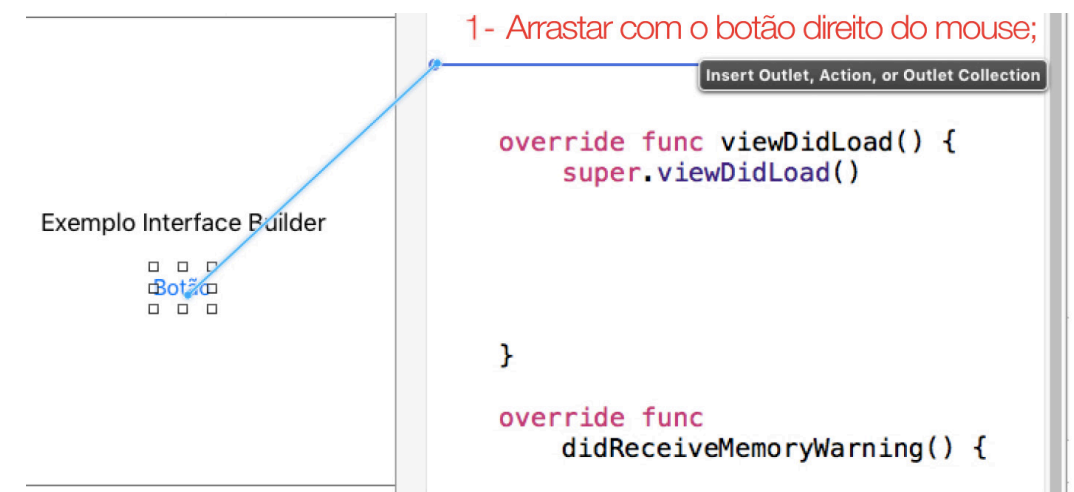 1- Arrastar com o botão direito do mouse;
Insert Outlet, Action, or Outlet Collection
override func viewDidLoad() {
super.viewDidLoad()
Exemplo Interface Builder
Botão
}
override func
didReceiveMemoryWarning() {